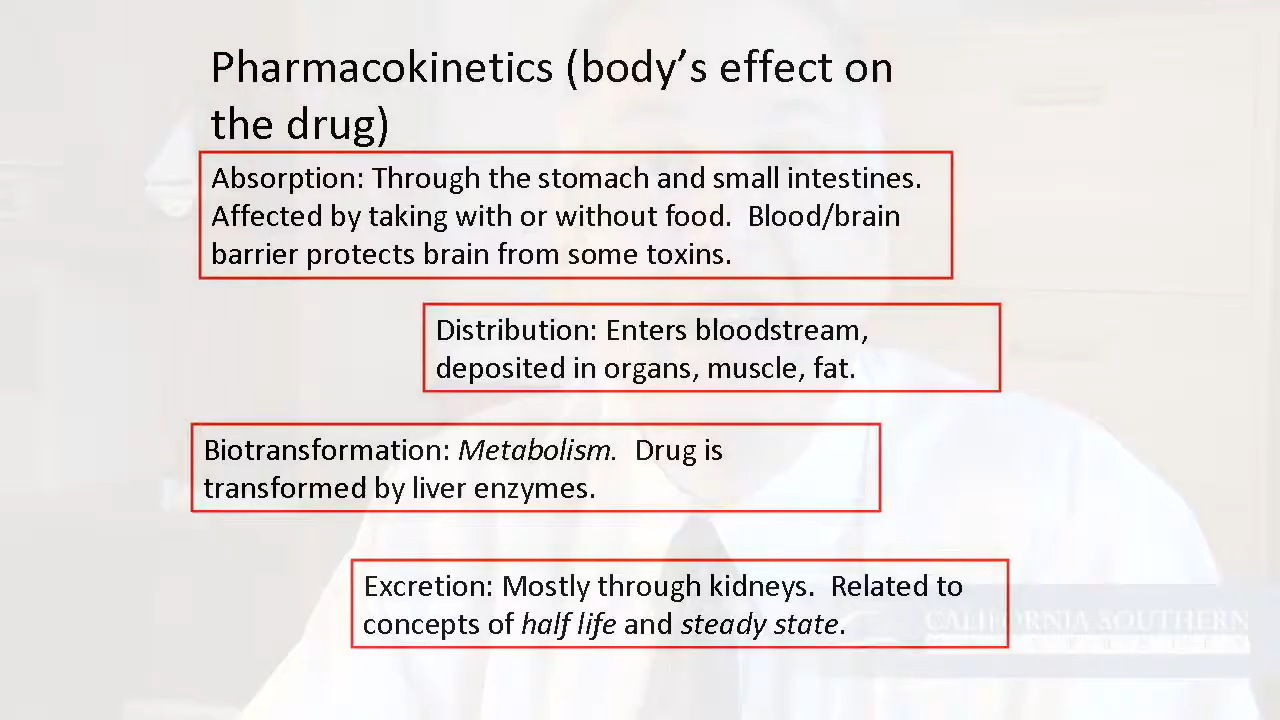 Pharmacokinetics (body’s effect on
the drug)
Absorption: Through the stomach and small intestines.
Affected by taking with or without food.  Blood/brain
barrier protects brain from some toxins.
Distribution: Enters bloodstream,
deposited in organs, muscle, fat.
Biotransformation: Metabolism.  Drug is
transformed by liver enzymes.
Excretion: Mostly through kidneys.  Related to
concepts of half life and steady state.
CALIFORNIA SOUTHERN